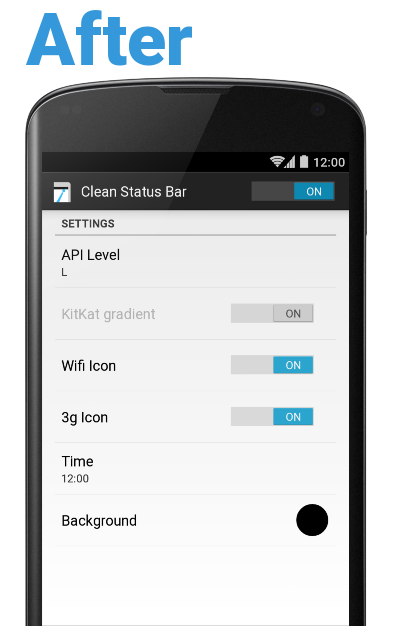 After
12:00
Clean Status Bar ON
SETTINGS
API Level
L
KitKat gradient ON
Wifi Icon ON
3g Icon ON
Time
12:00
Background